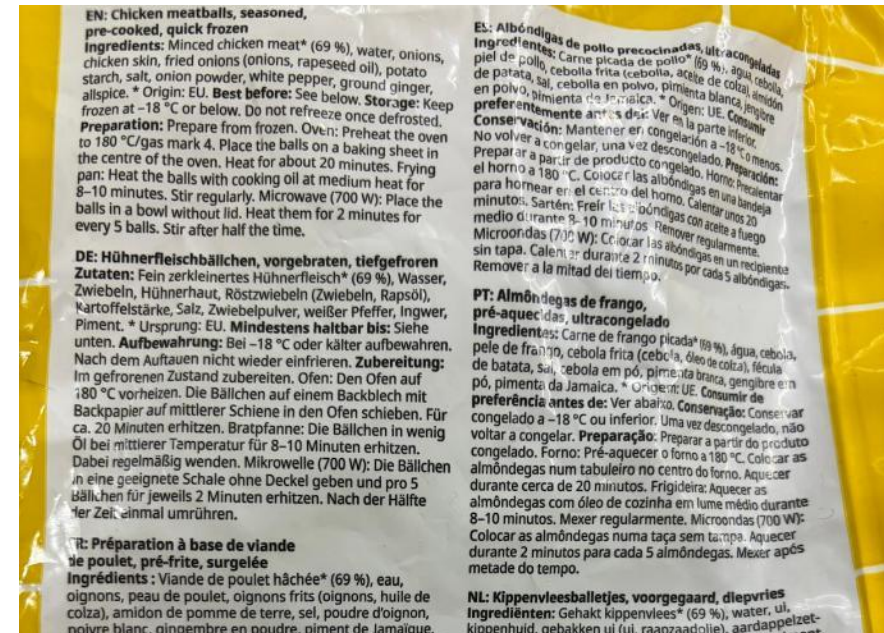 EN: Chicken meatballs, seasoned,
pre-cooked, quick frozen
Ingredients: Minced chicken meat* (69 %), water, onions,
chicken skin, fried onions (onions, rapeseed oil), potato
starch, salt, onion powder, white pepper, ground ginger,
allspice. * Origin: EU. Best before: See below. Storage: Keep
frozen at –18 °C or below. Do not refreeze once defrosted.
Preparation: Prepare from frozen. Oven: Preheat the oven
to 180 °C/gas mark 4. Place the balls on a baking sheet in
the centre of the oven. Heat for about 20 minutes. Frying
pan: Heat the balls with cooking oil at medium heat for
8–10 minutes. Stir regularly. Microwave (700 W): Place the
balls in a bowl without lid. Heat them for 2 minutes for
every 5 balls. Stir after half the time.
DE: Hühnerfleischbällchen, vorgebraten, tiefgefroren
Zutaten: Fein zerkleinertes Hühnerfleisch* (69 %), Wasser,
Zwiebeln, Hühnerhaut, Röstzwiebeln (Zwiebeln, Rapsöl),
Kartoffelstärke, Salz, Zwiebelpulver, weißer Pfeffer, Ingwer,
Piment. * Ursprung: EU. Mindestens haltbar bis: Siehe
unten. Aufbewahrung: Bei –18 °C oder kälter aufbewahren.
Nach dem Auftauen nicht wieder einfrieren. Zubereitung:
Im gefrorenen Zustand zubereiten. Ofen: Den Ofen auf
180 °C vorheizen. Die Bällchen auf einem Backblech mit
Backpapier auf mittlerer Schiene in den Ofen schieben. Für
ca. 20 Minuten erhitzen. Bratpfanne: Die Bällchen in wenig
Öl bei mittlerer Temperatur für 8–10 Minuten erhitzen.
Dabei regelmäßig wenden. Mikrowelle (700 W): Die Bällchen
in eine geeignete Schale ohne Deckel geben und pro 5
Bällchen für jeweils 2 Minuten erhitzen. Nach der Hälfte
der Zeit einmal umrühren.
FR: Préparation à base de viande
de poulet, pré-frite, surgelée
Ingrédients : Viande de poulet hâchée* (69 %), eau,
oignons, peau de poulet, oignons frits (oignons, huile de
colza), amidon de pomme de terre, sel, poudre d'oignon,
poivre blanc, gingembre en poudre, piment de Jamaïque.
ES: Albóndigas de pollo precocinadas, ultracongeladas
Ingredientes: Carne picada de pollo* (69 %), agua, cebolla,
piel de pollo, cebolla frita (cebolla, aceite de colza), almidón
de patata, sal, cebolla en polvo, pimienta blanca, jengibre
en polvo, pimienta de Jamaica. * Origen: UE. Consumir
preferentemente antes del: Ver en la parte inferior.
Conservación: Mantener en congelación a –18 °C o menos.
No volver a congelar, una vez descongelado. Preparación:
Preparar a partir de producto congelado. Horno: Precalentar
el horno a 180 °C. Colocar las albóndigas en una bandeja
para hornear en el centro del horno. Calentar unos 20
minutos. Sartén: Freír las albóndigas con aceite a fuego
medio durante 8–10 minutos. Remover regularmente.
Microondas (700 W): Colocar las albóndigas en un recipiente
sin tapa. Calentar durante 2 minutos por cada 5 albóndigas.
Remover a la mitad del tiempo.
PT: Almôndegas de frango,
pré-aquecidas, ultracongelado
Ingredientes: Carne de frango picada* (69 %), água, cebola,
pele de frango, cebola frita (cebola, óleo de colza), fécula
de batata, sal, cebola em pó, pimenta branca, gengibre em
pó, pimenta da Jamaica. * Origem: UE. Consumir de
preferência antes de: Ver abaixo. Conservação: Conservar
congelado a –18 °C ou inferior. Uma vez descongelado, não
voltar a congelar. Preparação: Preparar a partir do produto
congelado. Forno: Pré-aquecer o forno a 180 °C. Colocar as
almôndegas num tabuleiro no centro do forno. Aquecer
durante cerca de 20 minutos. Frigideira: Aquecer as
almôndegas com óleo de cozinha em lume médio durante
8–10 minutos. Mexer regularmente. Microondas (700 W):
Colocar as almôndegas numa taça sem tampa. Aquecer
durante 2 minutos para cada 5 almôndegas. Mexer após
metade do tempo.
NL: Kippenvleesballetjes, voorgegaard, diepvries
Ingrediënten: Gehakt kippenvlees* (69 %), water, ui,
kippenhuid, gebakken ui (ui, raapzaadolie), aardappelzet-